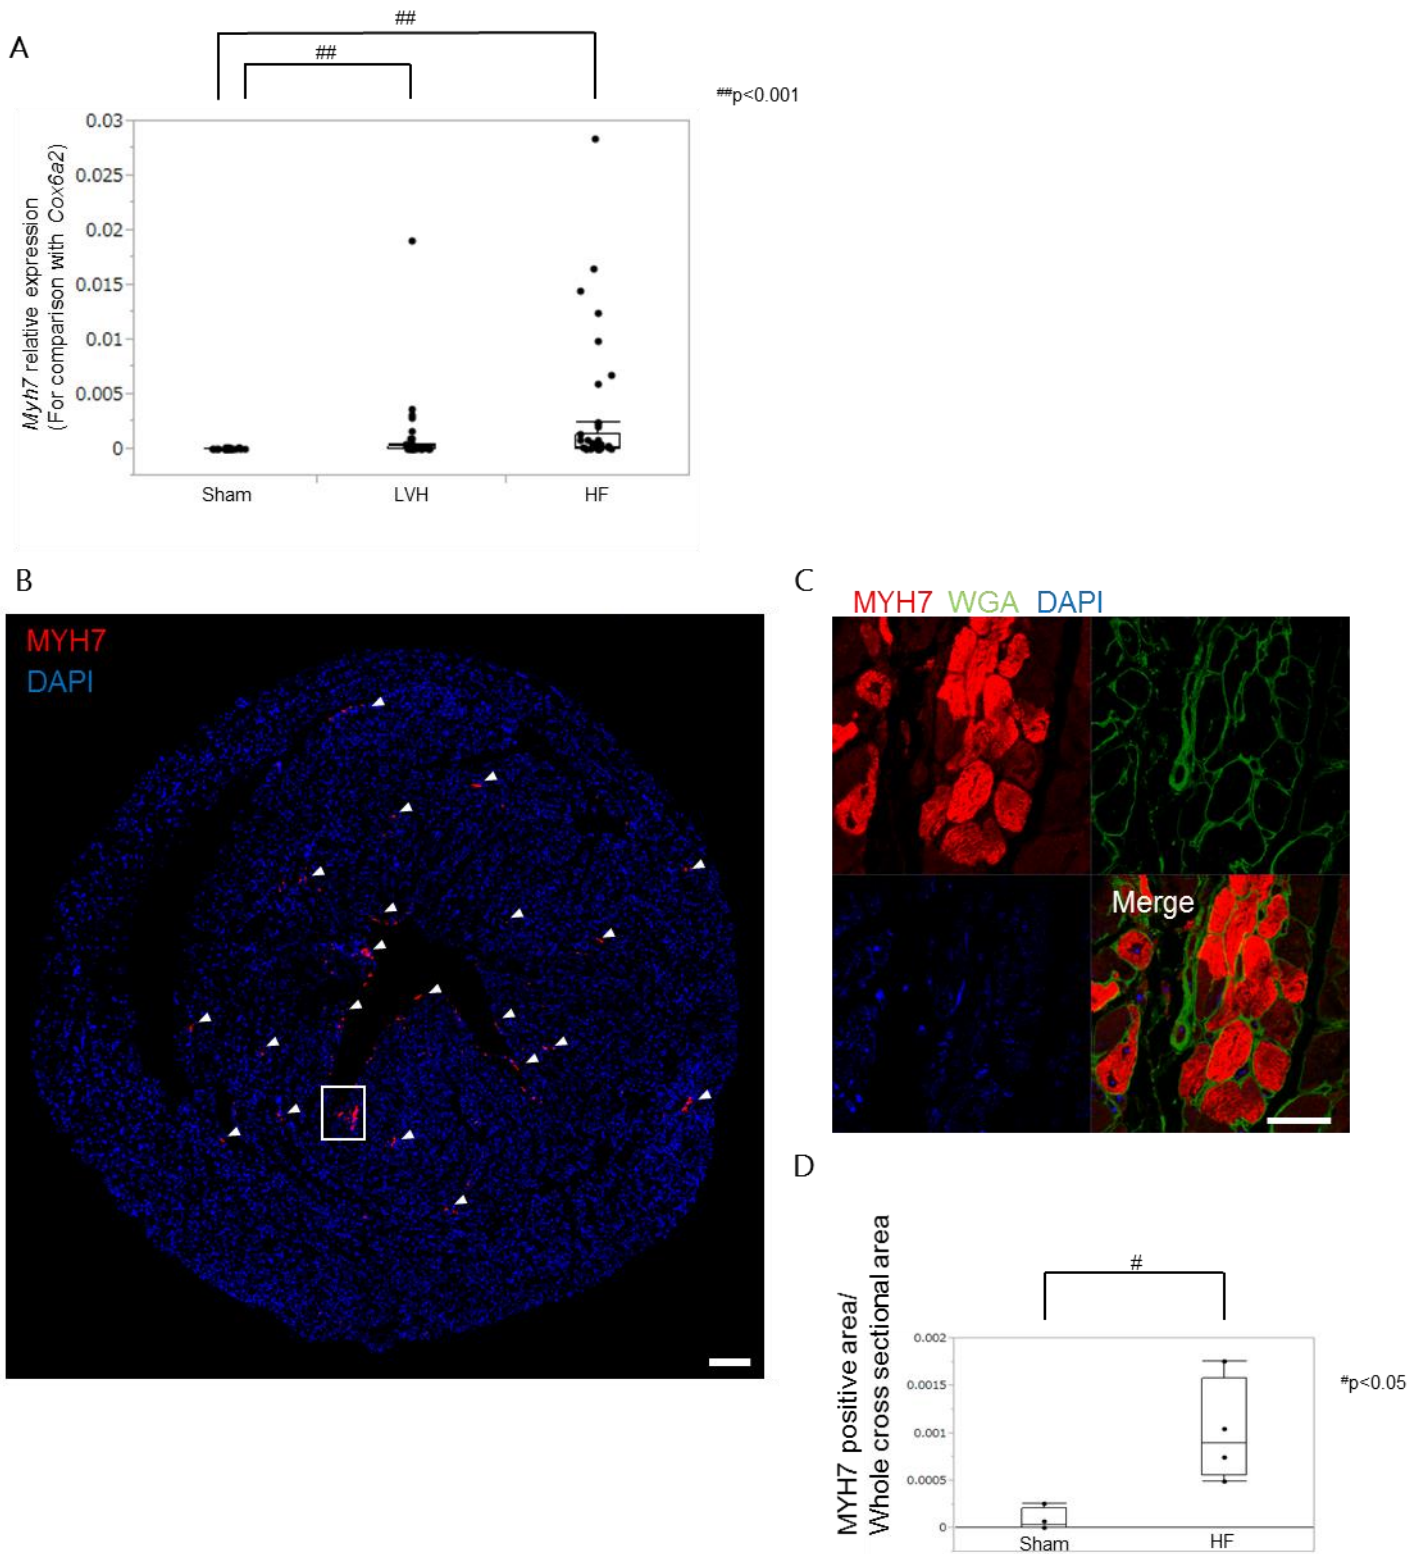 A
##
##
##p<0.001
Myh7 relative expression
(For comparison with Cox6a2)
0.03
0.025
0.02
0.015
0.01
0.005
0
Sham LVH HF
B
MYH7
DAPI
C
MYH7 WGA DAPI
Merge
D
#
MYH7 positive area/
Whole cross sectional area
0.002
0.0015
0.001
0.0005
0
Sham HF
#p<0.05